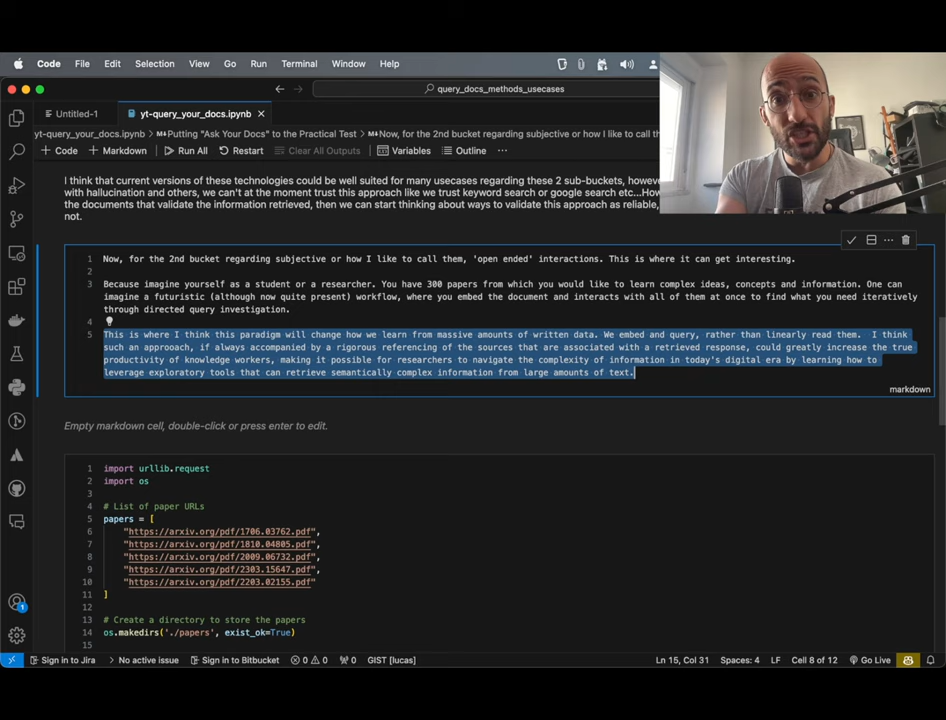 Code File Edit Selection View Go Run Terminal Window Help
query_docs_methods_usecases
Untitled-1 yt-query_your_docs.ipynb
yt-query_your_docs.ipynb > Putting "Ask Your Docs" to the Practical Test > Now, for the 2nd bucket regarding subjective or how I like to call th
+ Code + Markdown Run All Restart Clear All Outputs Variables Outline ...
I think that current versions of these technologies could be well suited for many usecases regarding these 2 sub-buckets, howeve
with hallucination and others, we can't at the moment trust this approach like we trust keyword search or google search etc...How
the documents that validate the information retrieved, then we can start thinking about ways to validate this approach as reliable,
not.
1 Now, for the 2nd bucket regarding subjective or how I like to call them, 'open ended' interactions. This is where it can get interesting.
2
3 Because imagine yourself as a student or a researcher. You have 300 papers from which you would like to learn complex ideas, concepts and information. One can
imagine a futuristic (although now quite present) workflow, where you embed the document and interacts with all of them at once to find what you need iteratively
through directed query investigation.
4
5 This is where I think this paradigm will change how we learn from massive amounts of written data. We embed and query, rather than linearly read them.  I think
such an approach, if always accompanied by a rigorous referencing of the sources that are associated with a retrieved response, could greatly increase the true
productivity of knowledge workers, making it possible for researchers to navigate the complexity of information in today's digital era by learning how to
leverage exploratory tools that can retrieve semantically complex information from large amounts of text.
markdown
Empty markdown cell, double-click or press enter to edit.
1 import urllib.request
2 import os
3
4 # List of paper URLs
5 papers = [
6 "https://arxiv.org/pdf/1706.03762.pdf",
7 "https://arxiv.org/pdf/1810.04805.pdf",
8 "https://arxiv.org/pdf/2009.06732.pdf",
9 "https://arxiv.org/pdf/2303.15647.pdf",
10 "https://arxiv.org/pdf/2203.02155.pdf"
11 ]
12
13 # Create a directory to store the papers
14 os.makedirs('./papers', exist_ok=True)
15
1
Sign in to Jira No active issue Sign in to Bitbucket 0 0 0 GIST [lucas] Ln 15, Col 31 Spaces: 4 LF Cell 8 of 12 Go Live